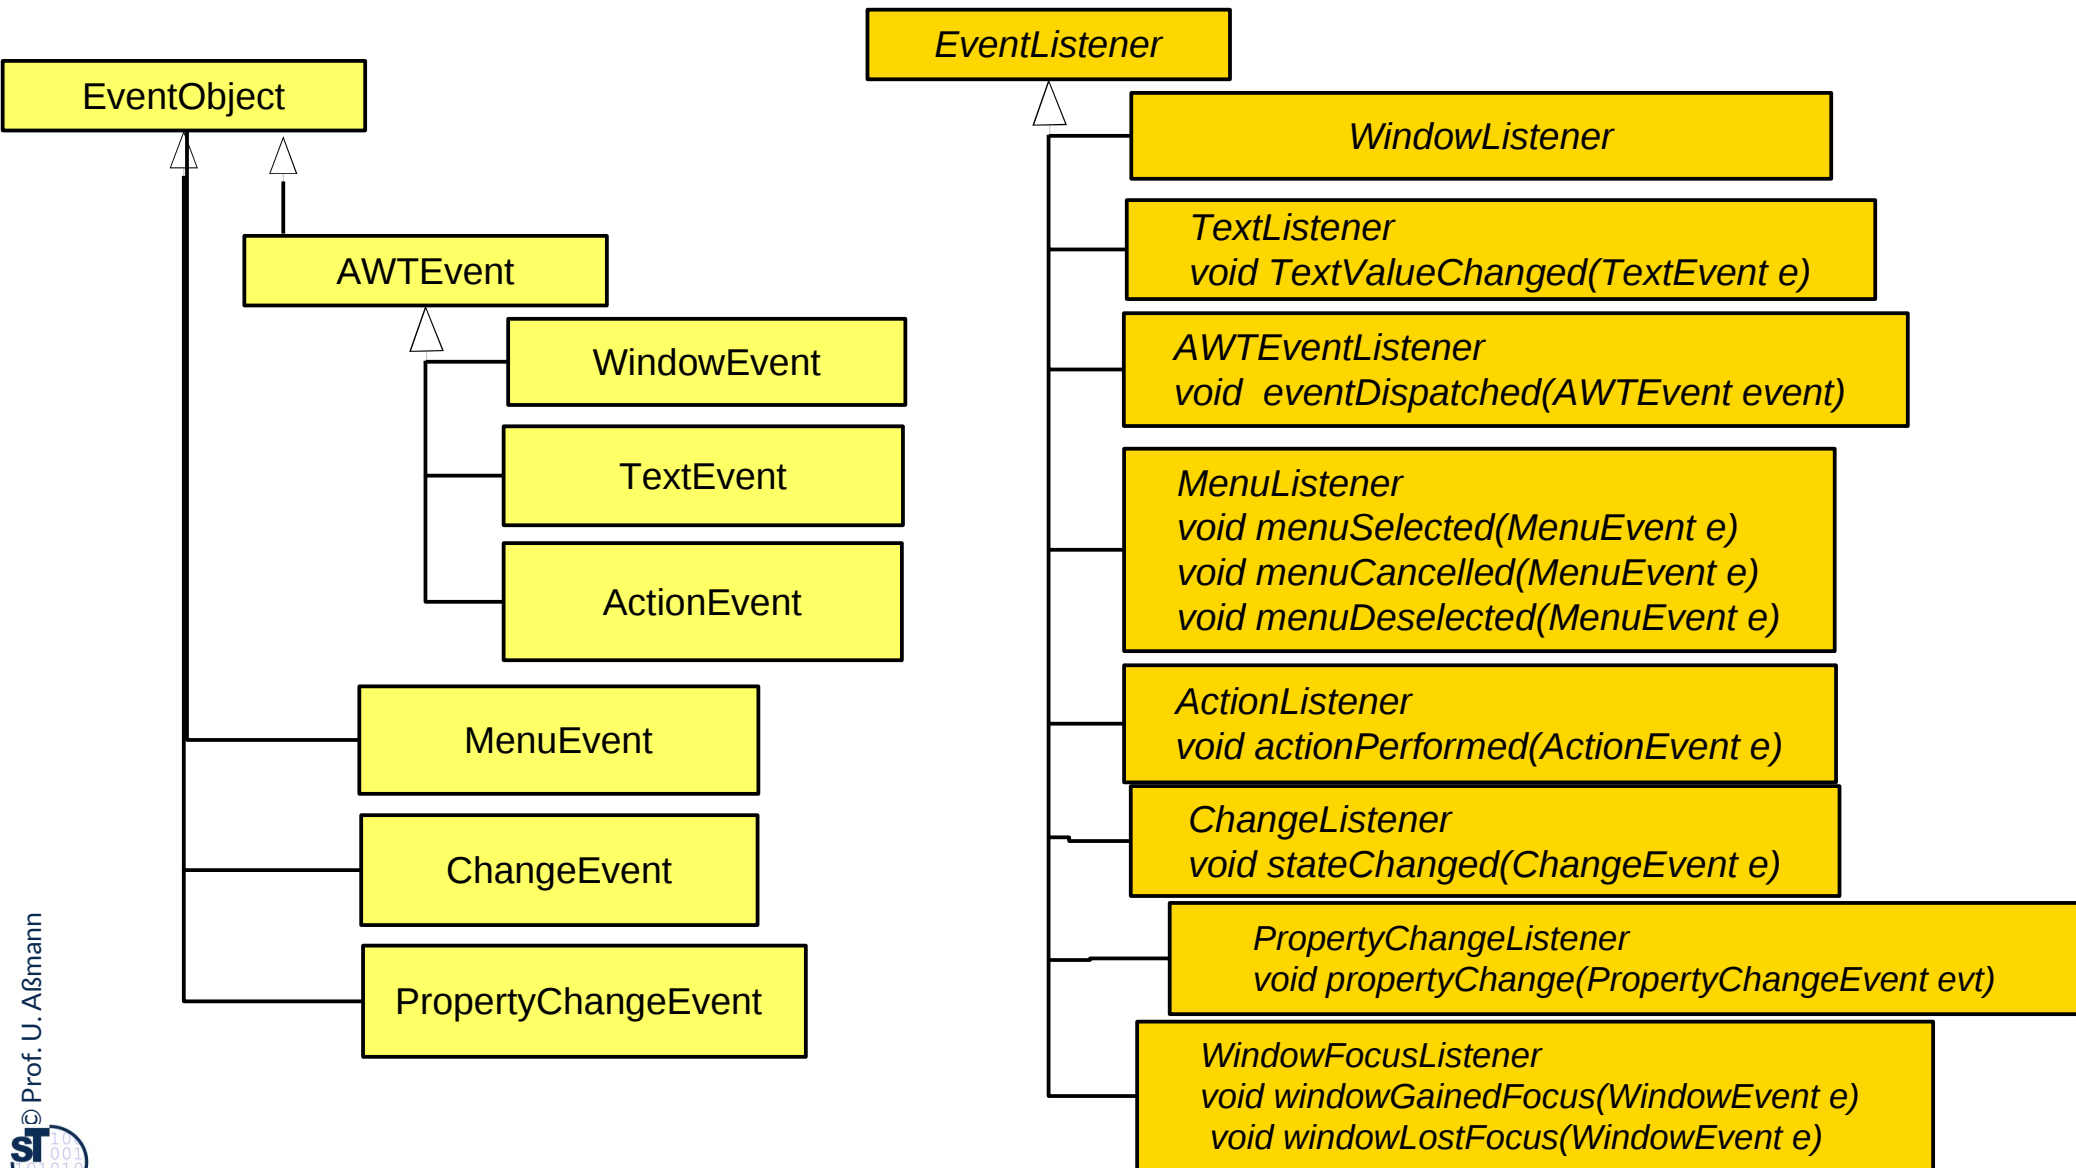 EventListener
EventObject
WindowListener
TextListener
void TextValueChanged(TextEvent e)
AWTEvent
AWTEventListener
void eventDispatched(AWTEvent event)
WindowEvent
TextEvent
MenuListener
void menuSelected(MenuEvent e)
void menuCancelled(MenuEvent e)
void menuDeselected(MenuEvent e)
ActionEvent
ActionListener
void actionPerformed(ActionEvent e)
MenuEvent
ChangeListener
void stateChanged(ChangeEvent e)
ChangeEvent
PropertyChangeListener
void propertyChange(PropertyChangeEvent evt)
PropertyChangeEvent
WindowFocusListener
void windowGainedFocus(WindowEvent e)
void windowLostFocus(WindowEvent e)
© Prof. U. Aßmann
ST